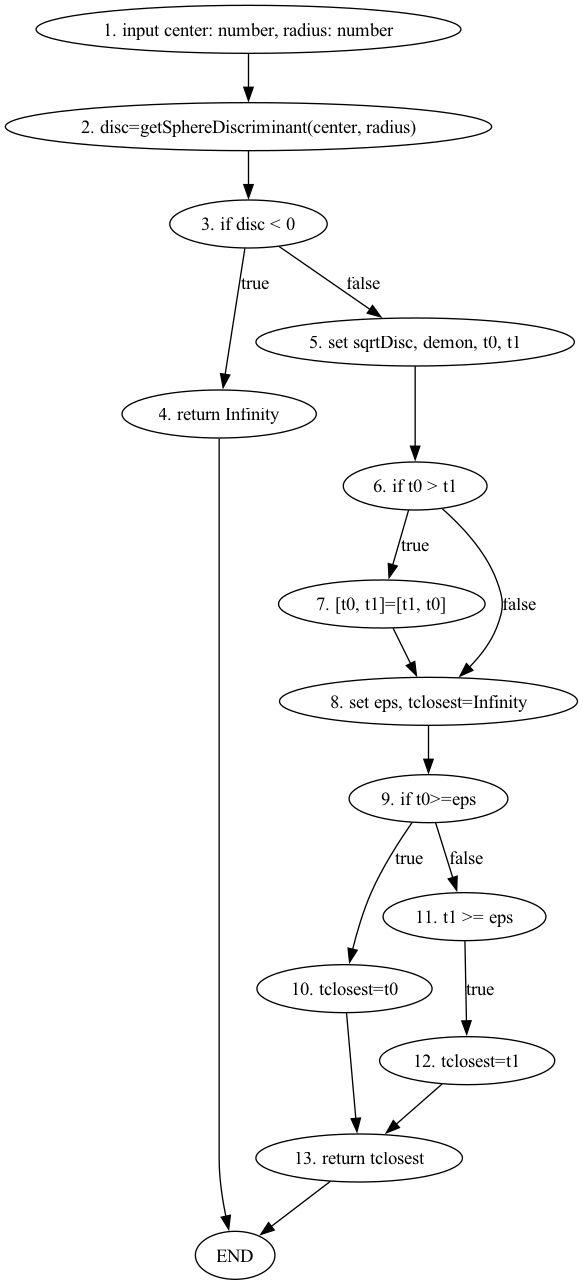 1. input center: number, radius: number
2. disc=getSphereDiscriminant(center, radius)
3. if disc < 0
true
false
5. set sqrtDisc, demon, t0, t1
4. return Infinity
6. if t0 > t1
true
7. [t0, t1]=[t1, t0]
false
8. set eps, tclosest=Infinity
9. if t0>=eps
true
false
11. t1 >= eps
10. tclosest=t0
true
12. tclosest=t1
13. return tclosest
END